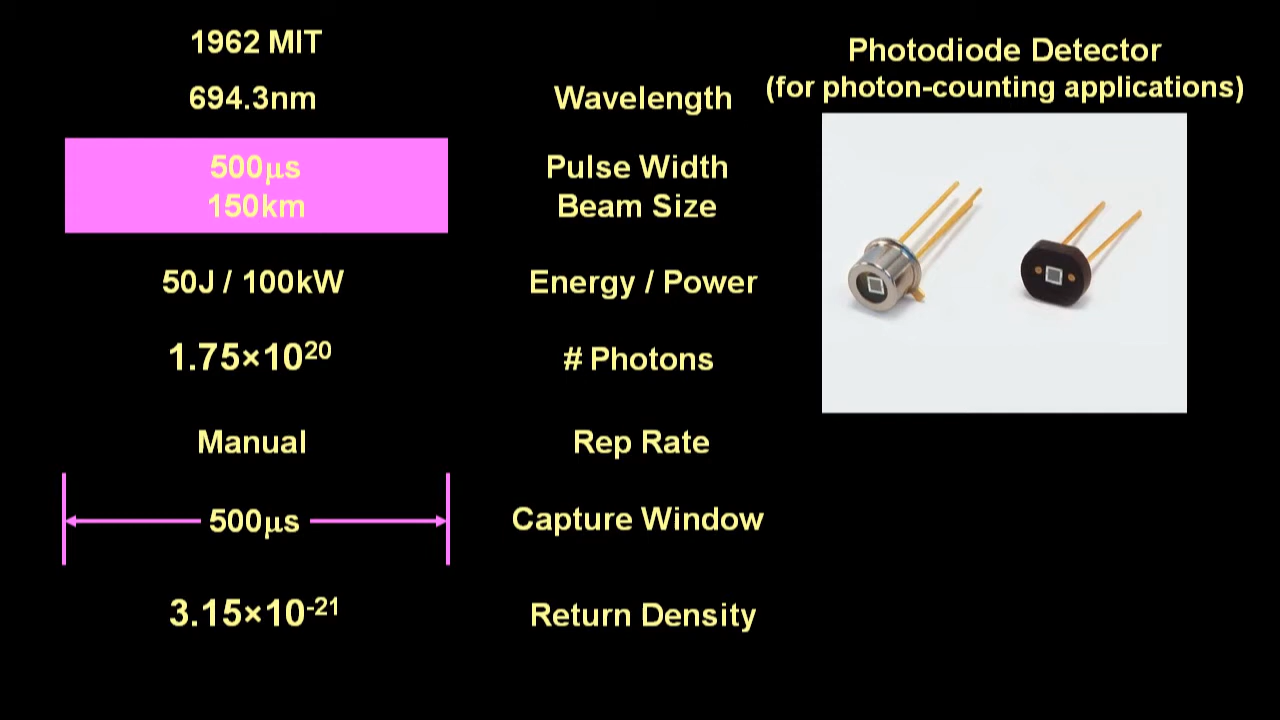 1962 MIT
694.3nm
Wavelength
500μs
Pulse Width
150km
Beam Size
50J / 100kW
Energy / Power
1.75×10²⁰
# Photons
Manual
Rep Rate
500μs
Capture Window
3.15×10⁻²¹
Return Density
Photodiode Detector
(for photon-counting applications)